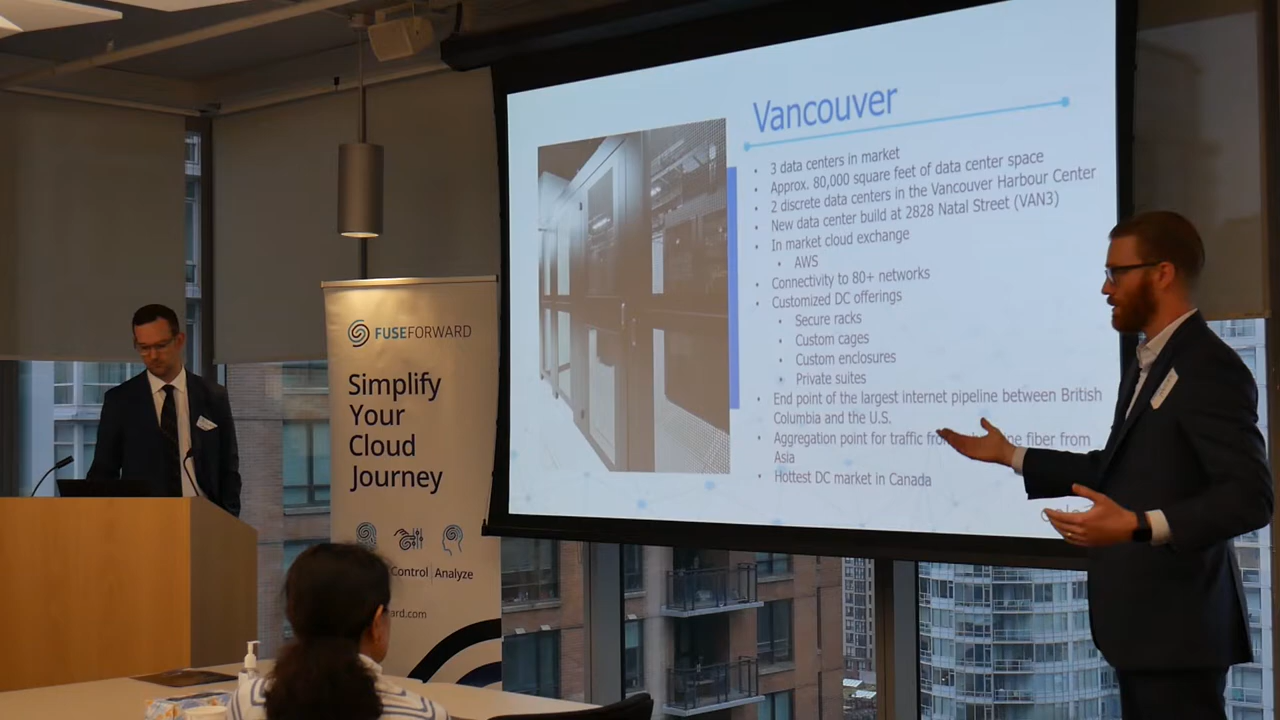 Vancouver
3 data centers in market
Approx. 80,000 square feet of data center space
2 discrete data centers in the Vancouver Harbour Center
New data center build at 2828 Natal Street (VAN3)
In market cloud exchange
AWS
Connectivity to 80+ networks
Customized DC offerings
Secure racks
Custom cages
Custom enclosures
Private suites
End point of the largest internet pipeline between British
Columbia and the U.S.
Aggregation point for traffic fiber from
Asia
Hottest DC market in Canada
FUSEFORWARD
Simplify
Your
Cloud
Journey
Control Analyze
ard.com